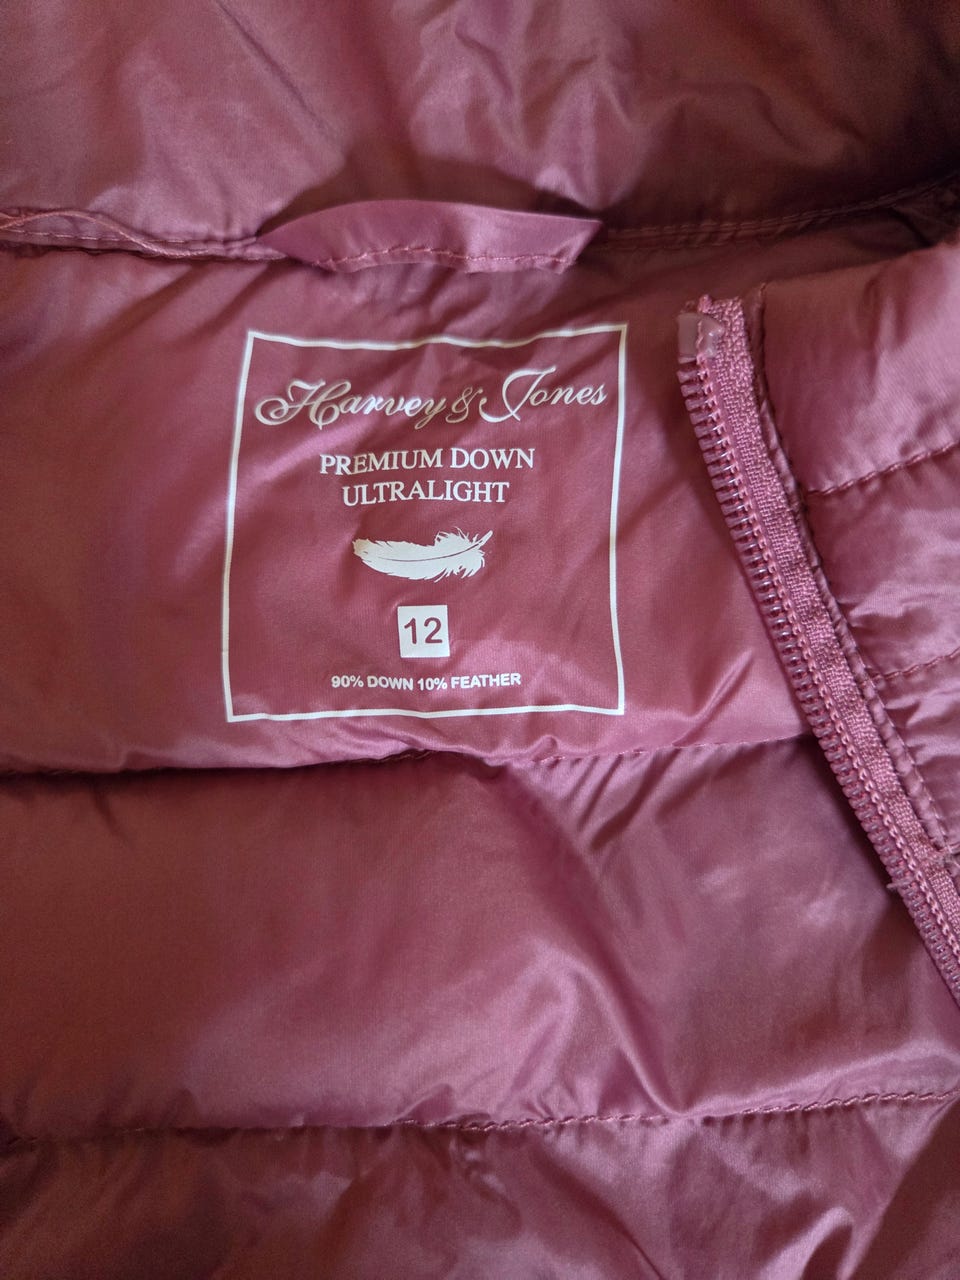 Harvey & Jones
PREMIUM DOWN
ULTRALIGHT
12
90% DOWN 10% FEATHER